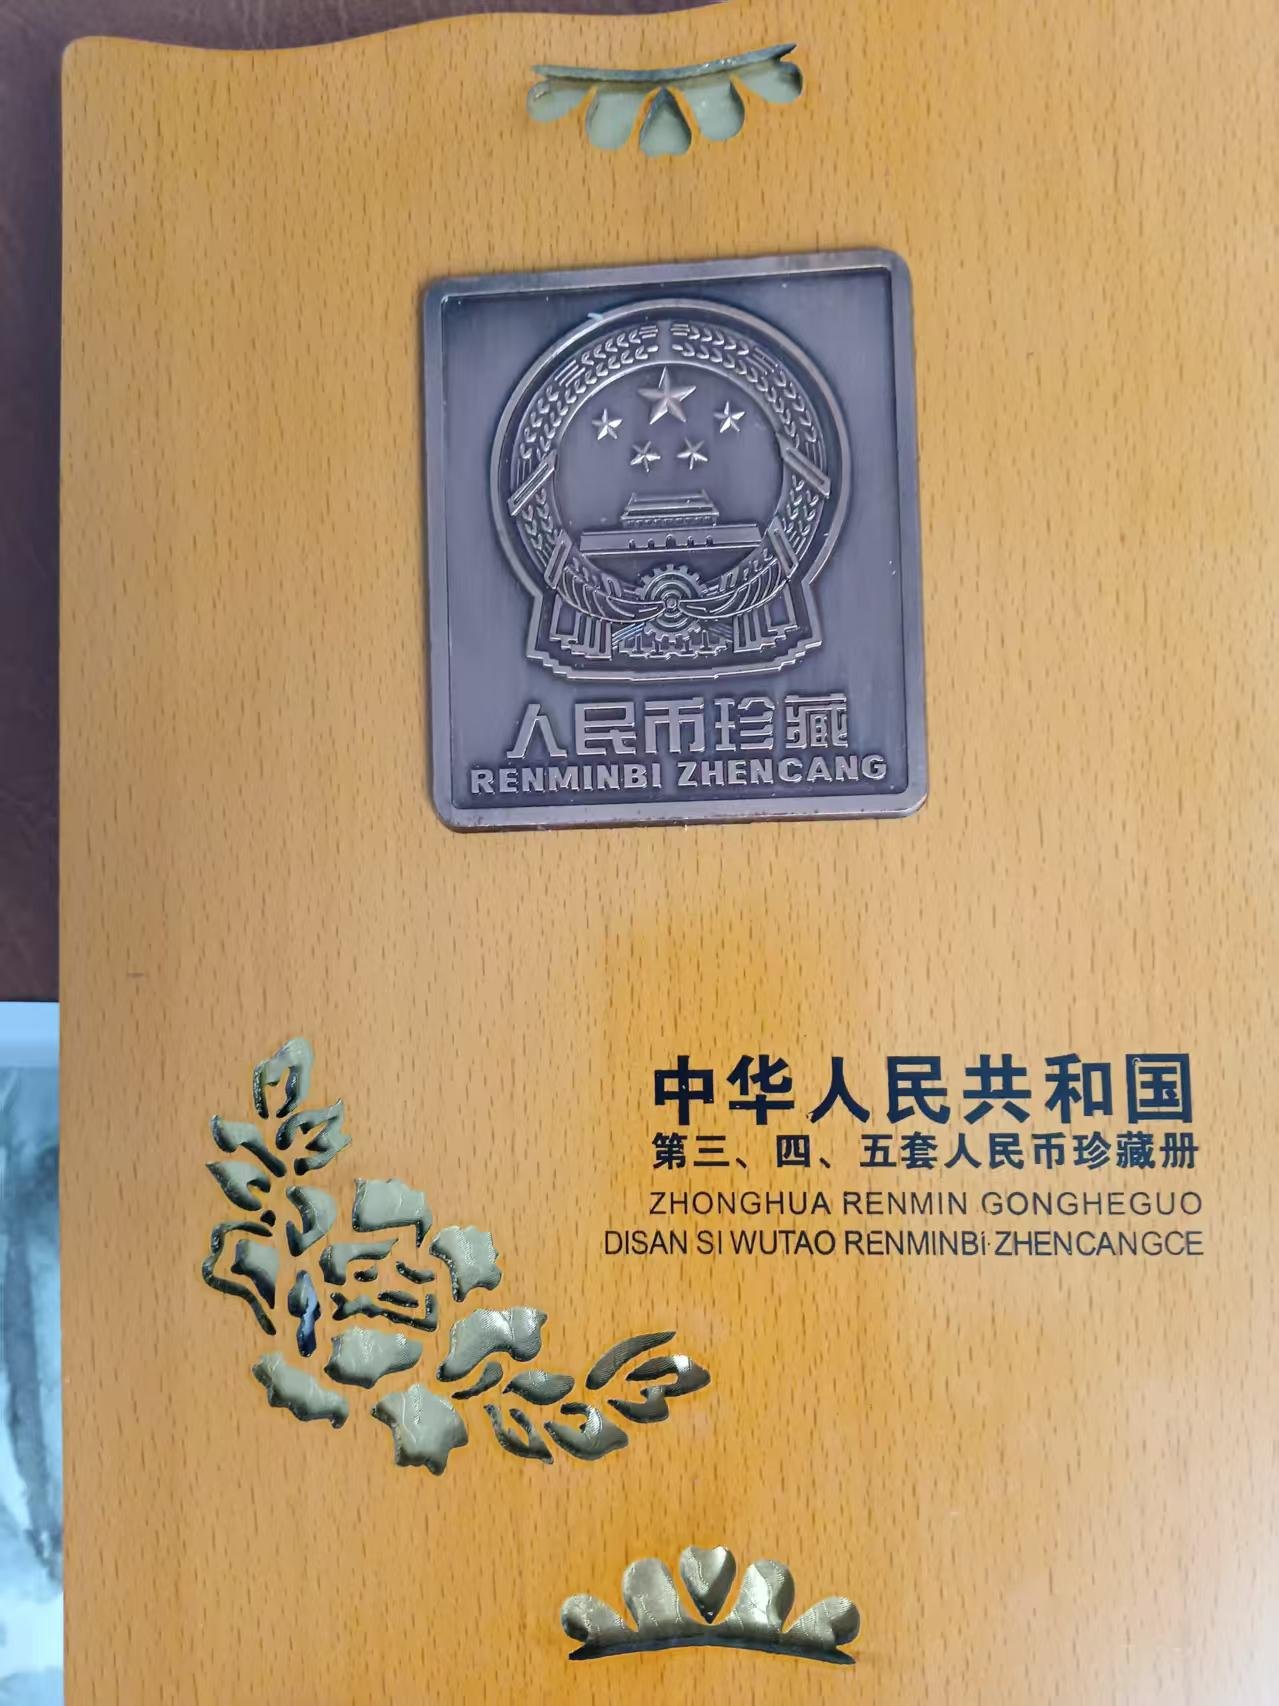 人民币珍藏
RENMINBI ZHENCANG
中华人民共和国
第三、四、五套人民币珍藏册
ZHONGHUA RENMIN GONGHEGUO
DISAN SI WUTAO RENMINBi·ZHENCANGCE